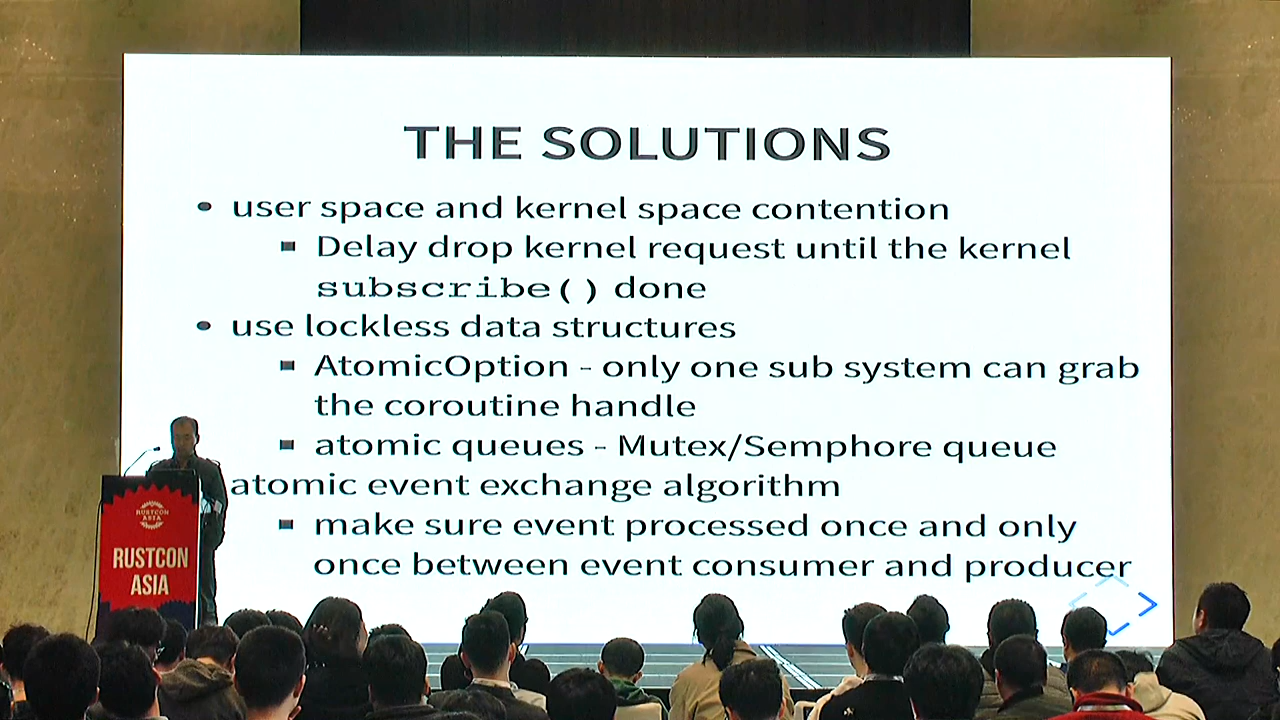 THE SOLUTIONS
• user space and kernel space contention
▪ Delay drop kernel request until the kernel
subscribe() done
• use lockless data structures
▪ AtomicOption - only one sub system can grab
the coroutine handle
▪ atomic queues - Mutex/Semphore queue
atomic event exchange algorithm
▪ make sure event processed once and only
once between event consumer and producer
RUSTCON
ASIA
RUSTCON
ASIA